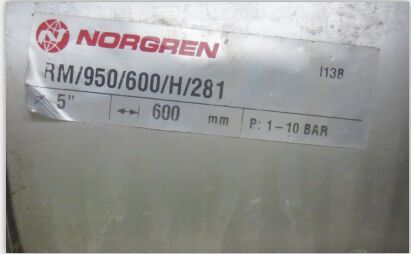 NORGREN
RM/950/600/H/281 I13B
⌀ 5" 600 mm P: 1-10 BAR